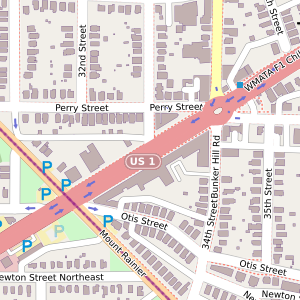 32nd Street
WMATA F1 Chi
Perry Street
Perry Street
US 1
P
P
P
P
P
P
34th Street
Bunker Hill Rd
35th Street
Otis Street
Mount Rainier
Otis Street
Newton Street Northeast
Newton